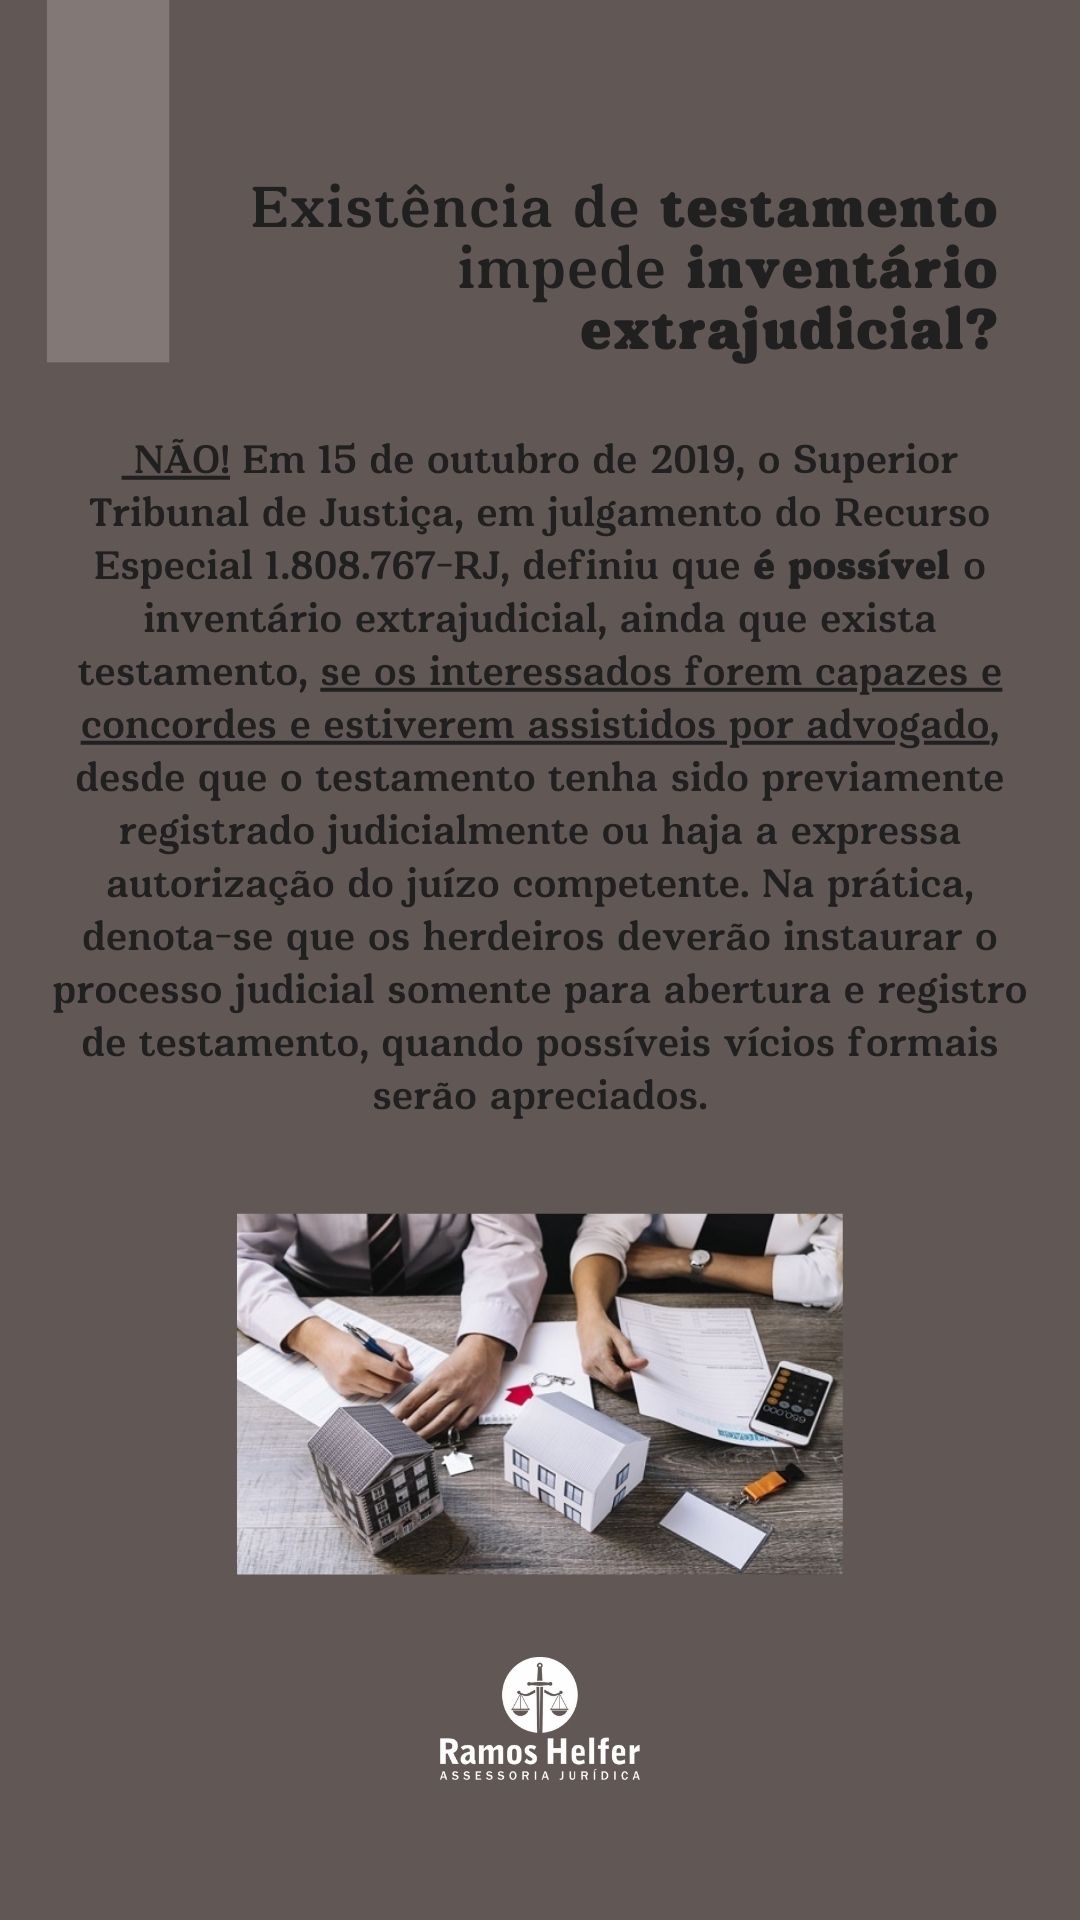 Existência de testamento
impede inventário
extrajudicial?
NÃO! Em 15 de outubro de 2019, o Superior
Tribunal de Justiça, em julgamento do Recurso
Especial 1.808.767-RJ, definiu que é possível o
inventário extrajudicial, ainda que exista
testamento, se os interessados forem capazes e
concordes e estiverem assistidos por advogado,
desde que o testamento tenha sido previamente
registrado judicialmente ou haja a expressa
autorização do juízo competente. Na prática,
denota-se que os herdeiros deverão instaurar o
processo judicial somente para abertura e registro
de testamento, quando possíveis vícios formais
serão apreciados.
650,000
Ramos Helfer
ASSESSORIA JURÍDICA